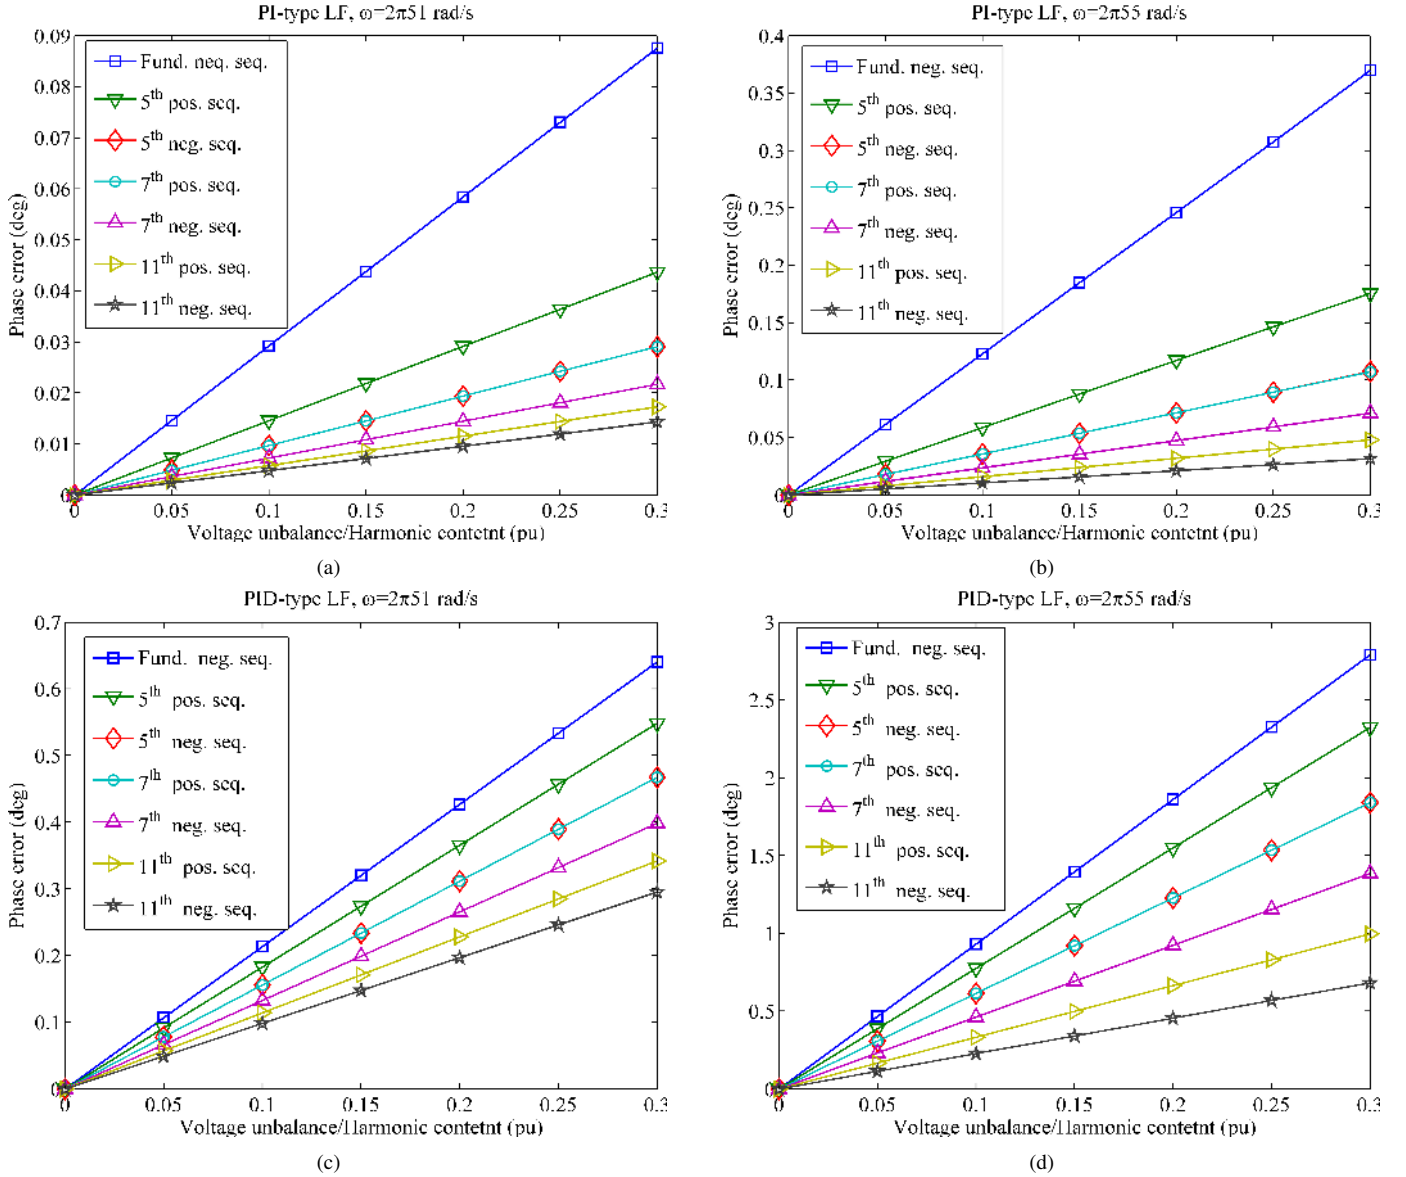 PI-type LF, ω=2π51 rad/s
0.09
0.08
0.07
0.06
0.05
0.04
0.03
0.02
0.01
0
Phase error (deg)
Fund. neq. seq.
5th pos. seq.
5th neg. seq.
7th pos. seq.
7th neg. seq.
11th pos. seq.
11th neg. seq.
0 0.05 0.1 0.15 0.2 0.25 0.3
Voltage unbalance/Harmonic contetnt (pu)
(a)
PI-type LF, ω=2π55 rad/s
0.4
0.35
0.3
0.25
0.2
0.15
0.1
0.05
0
Phase error (deg)
Fund. neg. seq.
5th pos. seq.
5th neg. seq.
7th pos. seq.
7th neg. seq.
11th pos. seq.
11th neg. seq.
0 0.05 0.1 0.15 0.2 0.25 0.3
Voltage unbalance/Harmonic contetnt (pu)
(b)
PID-type LF, ω=2π51 rad/s
0.7
0.6
0.5
0.4
0.3
0.2
0.1
0
Phase error (deg)
Fund. neg. seq.
5th pos. seq.
5th neg. seq.
7th pos. seq.
7th neg. seq.
11th pos. seq.
11th neg. seq.
0 0.05 0.1 0.15 0.2 0.25 0.3
Voltage unbalance/Harmonic contetnt (pu)
(c)
PID-type LF, ω=2π55 rad/s
3
2.5
2
1.5
1
0.5
0
Phase error (deg)
Fund. neg. seq.
5th pos. seq.
5th neg. seq.
7th pos. seq.
7th neg. seq.
11th pos. seq.
11th neg. seq.
0 0.05 0.1 0.15 0.2 0.25 0.3
Voltage unbalance/Harmonic contetnt (pu)
(d)